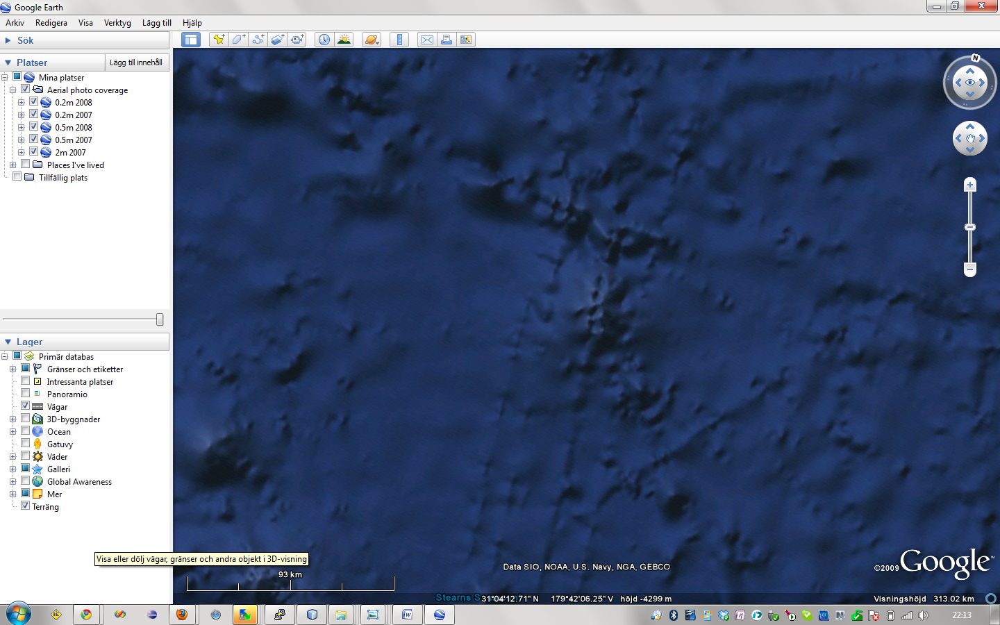 Google Earth
Arkiv Redigera Visa Verktyg Lägg till Hjälp
Sök
Platser Lägg till innehåll
Mina platser
Aerial photo coverage
0.2m 2008
0.2m 2007
0.5m 2008
0.5m 2007
2m 2007
Places I've lived
Tillfällig plats
Lager
Primär databas
Gränser och etiketter
Intressanta platser
Panoramio
Vägar
3D-byggnader
Ocean
Gatuvy
Väder
Galleri
Global Awareness
Mer
Terräng
Visa eller dölj vägar, gränser och andra objekt i 3D-visning
N
93 km
Data SIO, NOAA, U.S. Navy, NGA, GEBCO
©2009 Google™
Stearns
31°04'12.71" N 179°42'06.25" V höjd -4299 m
Visningshöjd 313.02 km
22:13